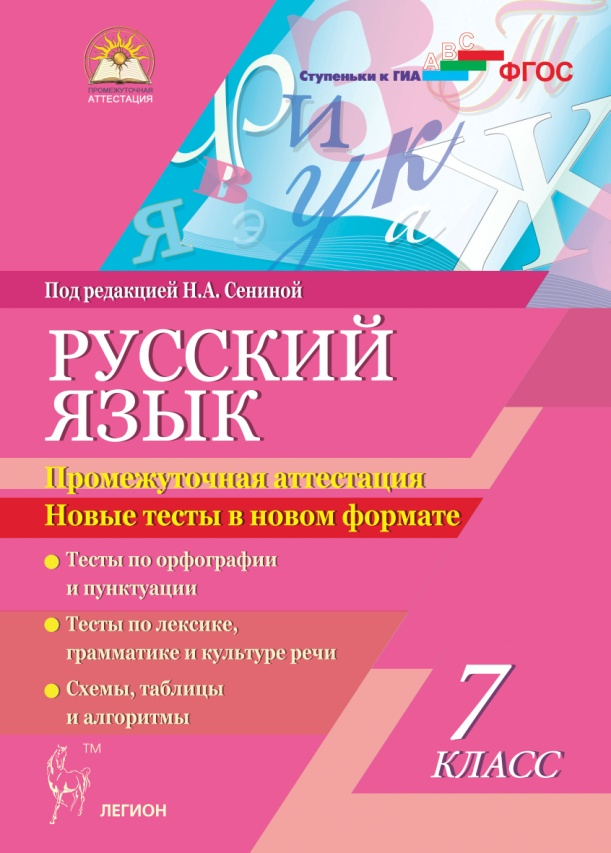 ПРОМЕЖУТОЧНАЯ
АТТЕСТАЦИЯ
Ступеньки к ГИА
ABC
ФГОС
З
Т
Ф
И
К
В
У
Ж
Я
э
а
Под редакцией Н.А. Сениной
РУССКИЙ
ЯЗЫК
Промежуточная аттестация
Новые тесты в новом формате
Тесты по орфографии
и пунктуации
Тесты по лексике,
грамматике и культуре речи
Схемы, таблицы
и алгоритмы
7
КЛАСС
TM
ЛЕГИОН